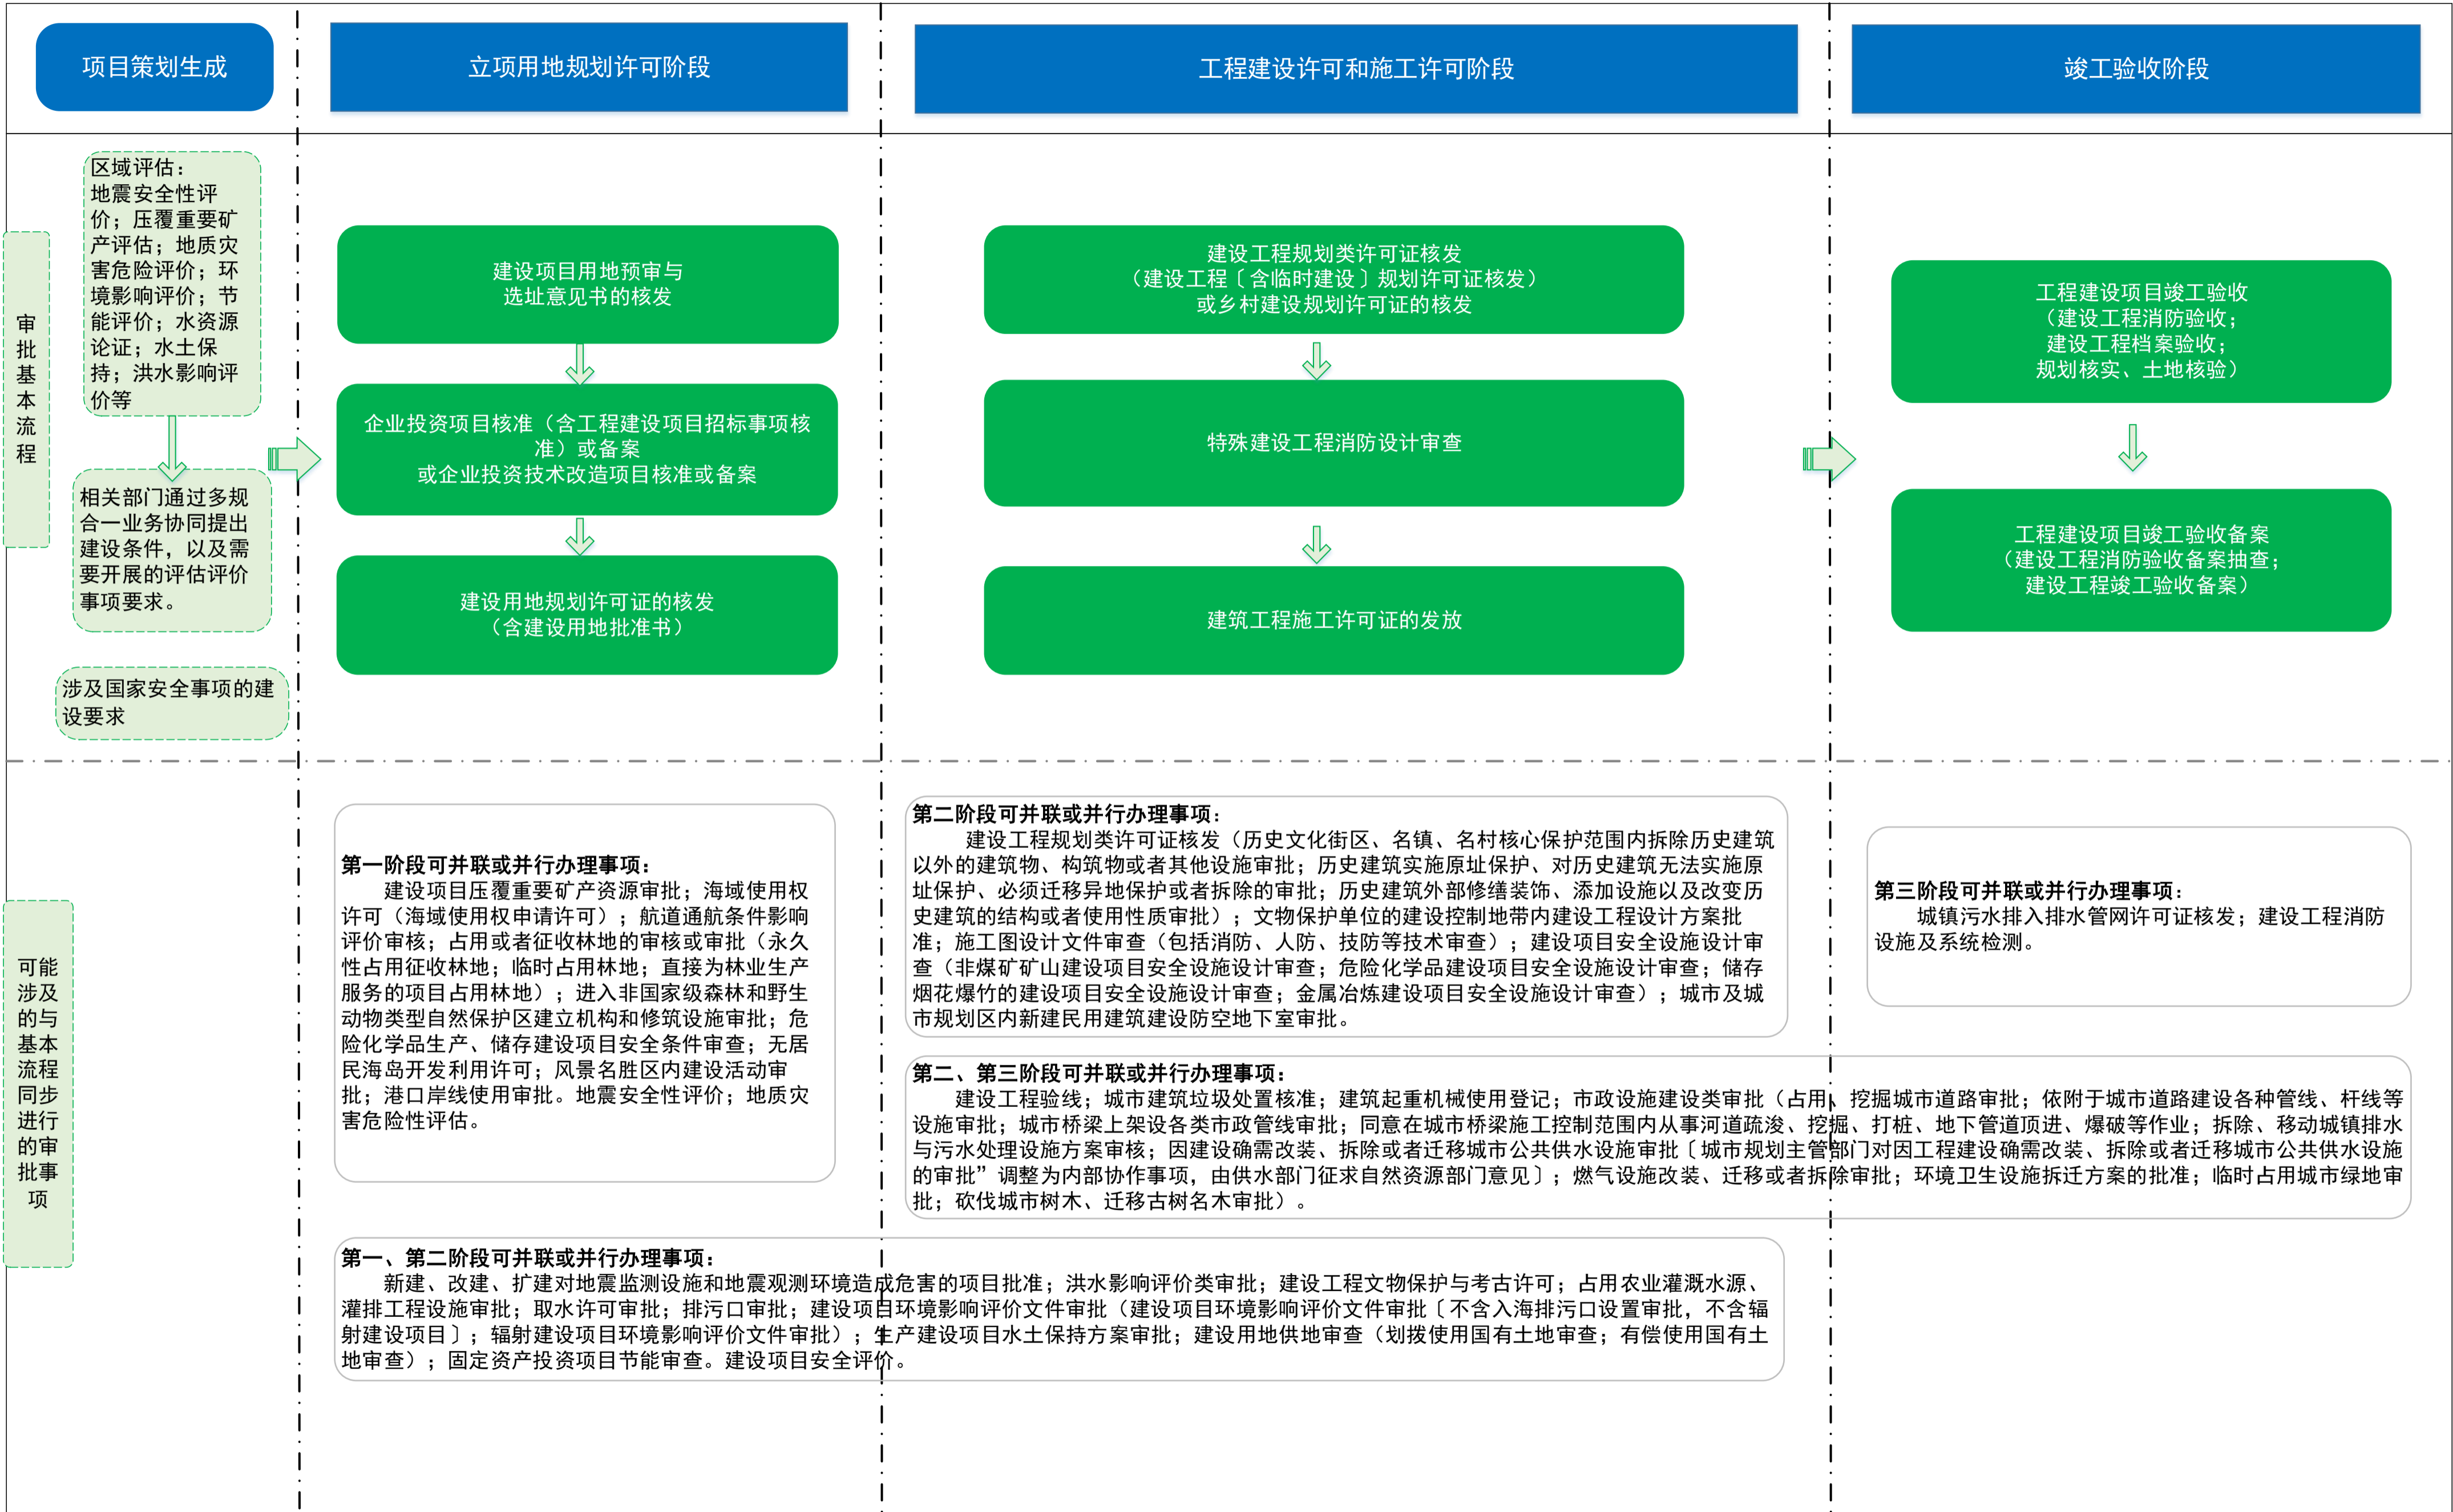 项目策划生成
立项用地规划许可阶段
工程建设许可和施工许可阶段
竣工验收阶段
审
批
基
本
流
程
区域评估：
地震安全性评
价；压覆重要矿
产评估；地质灾
害危险评价；环
境影响评价；节
能评价；水资源
论证；水土保
持；洪水影响评
价等
相关部门通过多规
合一业务协同提出
建设条件，以及需
要开展的评估评价
事项要求。
涉及国家安全事项的建
设要求
建设项目用地预审与
选址意见书的核发
企业投资项目核准（含工程建设项目招标事项核
准）或备案
或企业投资技术改造项目核准或备案
建设用地规划许可证的核发
（含建设用地批准书）
建设工程规划类许可证核发
（建设工程〔含临时建设〕规划许可证核发）
或乡村建设规划许可证的核发
特殊建设工程消防设计审查
建筑工程施工许可证的发放
工程建设项目竣工验收
（建设工程消防验收；
建设工程档案验收；
规划核实、土地核验）
工程建设项目竣工验收备案
（建设工程消防验收备案抽查；
建设工程竣工验收备案）
可能
涉及
的与
基本
流程
同步
进行
的审
批事
项
第一阶段可并联或并行办理事项：
建设项目压覆重要矿产资源审批；海域使用权
许可（海域使用权申请许可）；航道通航条件影响
评价审核；占用或者征收林地的审核或审批（永久
性占用征收林地；临时占用林地；直接为林业生产
服务的项目占用林地）；进入非国家级森林和野生
动物类型自然保护区建立机构和修筑设施审批；危
险化学品生产、储存建设项目安全条件审查；无居
民海岛开发利用许可；风景名胜区内建设活动审
批；港口岸线使用审批。地震安全性评价；地质灾
害危险性评估。
第二阶段可并联或并行办理事项：
建设工程规划类许可证核发（历史文化街区、名镇、名村核心保护范围内拆除历史建筑
以外的建筑物、构筑物或者其他设施审批；历史建筑实施原址保护、对历史建筑无法实施原
址保护、必须迁移异地保护或者拆除的审批；历史建筑外部修缮装饰、添加设施以及改变历
史建筑的结构或者使用性质审批）；文物保护单位的建设控制地带内建设工程设计方案批
准；施工图设计文件审查（包括消防、人防、技防等技术审查）；建设项目安全设施设计审
查（非煤矿矿山建设项目安全设施设计审查；危险化学品建设项目安全设施设计审查；储存
烟花爆竹的建设项目安全设施设计审查；金属冶炼建设项目安全设施设计审查）；城市及城
市规划区内新建民用建筑建设防空地下室审批。
第三阶段可并联或并行办理事项：
城镇污水排入排水管网许可证核发；建设工程消防
设施及系统检测。
第二、第三阶段可并联或并行办理事项：
建设工程验线；城市建筑垃圾处置核准；建筑起重机械使用登记；市政设施建设类审批（占用、挖掘城市道路审批；依附于城市道路建设各种管线、杆线等
设施审批；城市桥梁上架设各类市政管线审批；同意在城市桥梁施工控制范围内从事河道疏浚、挖掘、打桩、地下管道顶进、爆破等作业；拆除、移动城镇排水
与污水处理设施方案审核；因建设确需改装、拆除或者迁移城市公共供水设施审批〔城市规划主管部门对因工程建设确需改装、拆除或者迁移城市公共供水设施
的审批”调整为内部协作事项，由供水部门征求自然资源部门意见〕；燃气设施改装、迁移或者拆除审批；环境卫生设施拆迁方案的批准；临时占用城市绿地审
批；砍伐城市树木、迁移古树名木审批）。
第一、第二阶段可并联或并行办理事项：
新建、改建、扩建对地震监测设施和地震观测环境造成危害的项目批准；洪水影响评价类审批；建设工程文物保护与考古许可；占用农业灌溉水源、
灌排工程设施审批；取水许可审批；排污口审批；建设项目环境影响评价文件审批（建设项目环境影响评价文件审批〔不含入海排污口设置审批，不含辐
射建设项目〕；辐射建设项目环境影响评价文件审批）；生产建设项目水土保持方案审批；建设用地供地审查（划拨使用国有土地审查；有偿使用国有土
地审查）；固定资产投资项目节能审查。建设项目安全评价。